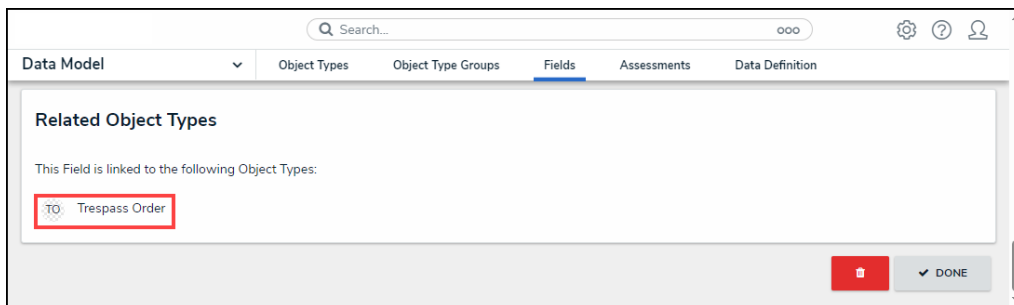 Search...
Data Model Object Types Object Type Groups Fields Assessments Data Definition
Related Object Types
This Field is linked to the following Object Types:
TO Trespass Order
DONE